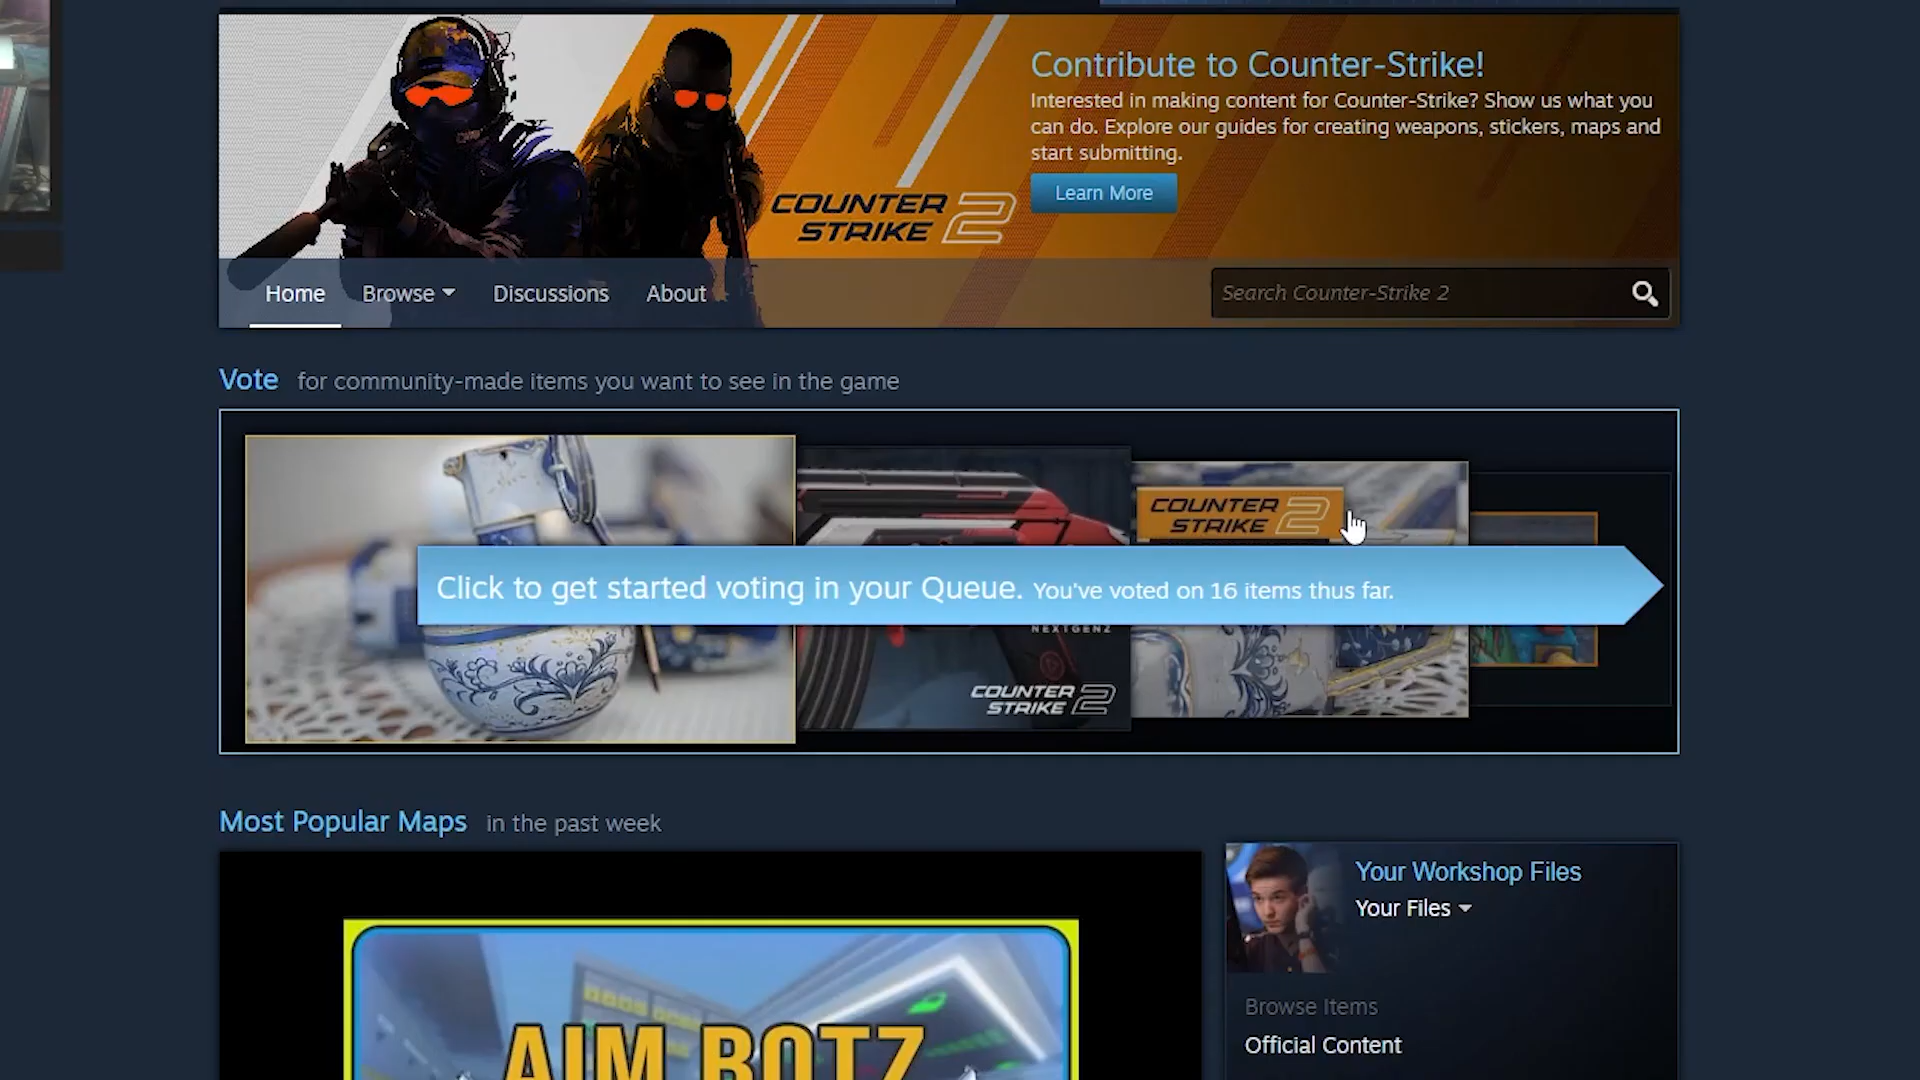 Contribute to Counter-Strike!
Interested in making content for Counter-Strike? Show us what you
can do. Explore our guides for creating weapons, stickers, maps and
start submitting.
Learn More
COUNTER
STRIKE 2
Home
Browse
Discussions
About
Search Counter-Strike 2
Vote for community-made items you want to see in the game
COUNTER
STRIKE 2
Click to get started voting in your Queue. You've voted on 16 items thus far.
NEXTGENZ
COUNTER
STRIKE 2
Most Popular Maps in the past week
Your Workshop Files
Your Files
Browse Items
Official Content
AIM BOTZ